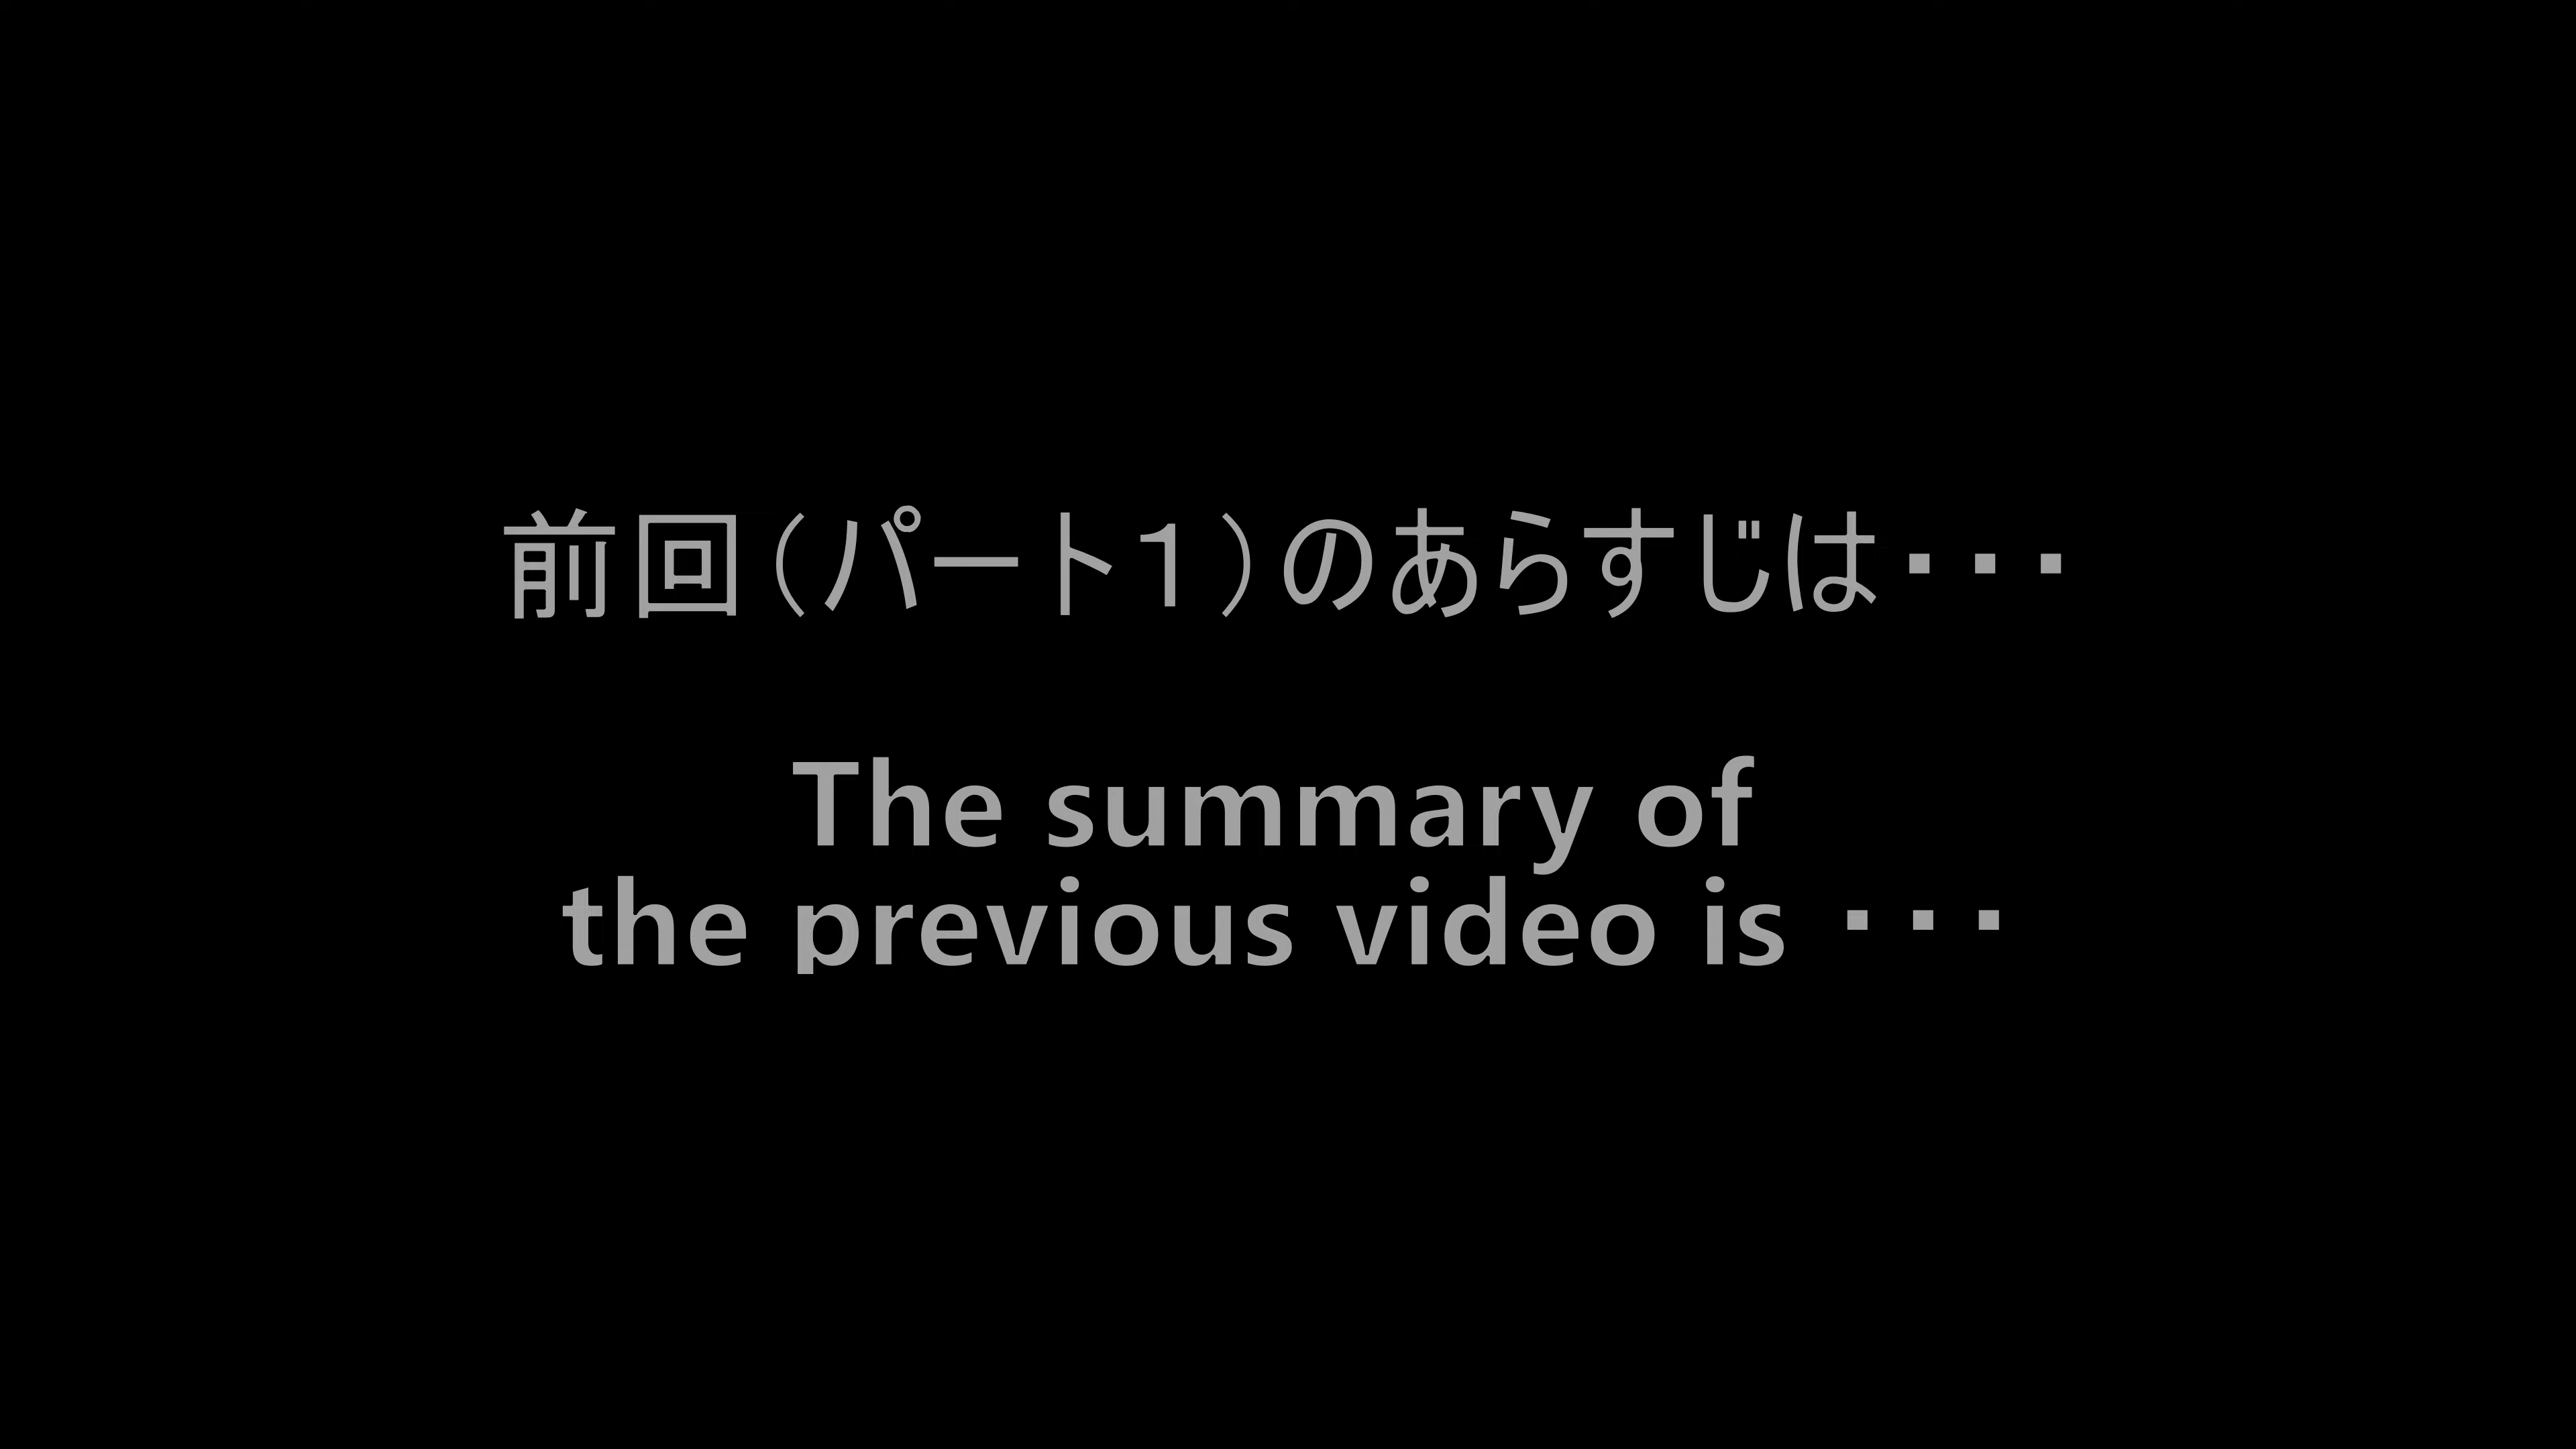 前回（パート１）のあらすじは・・・
The summary of
the previous video is ・・・